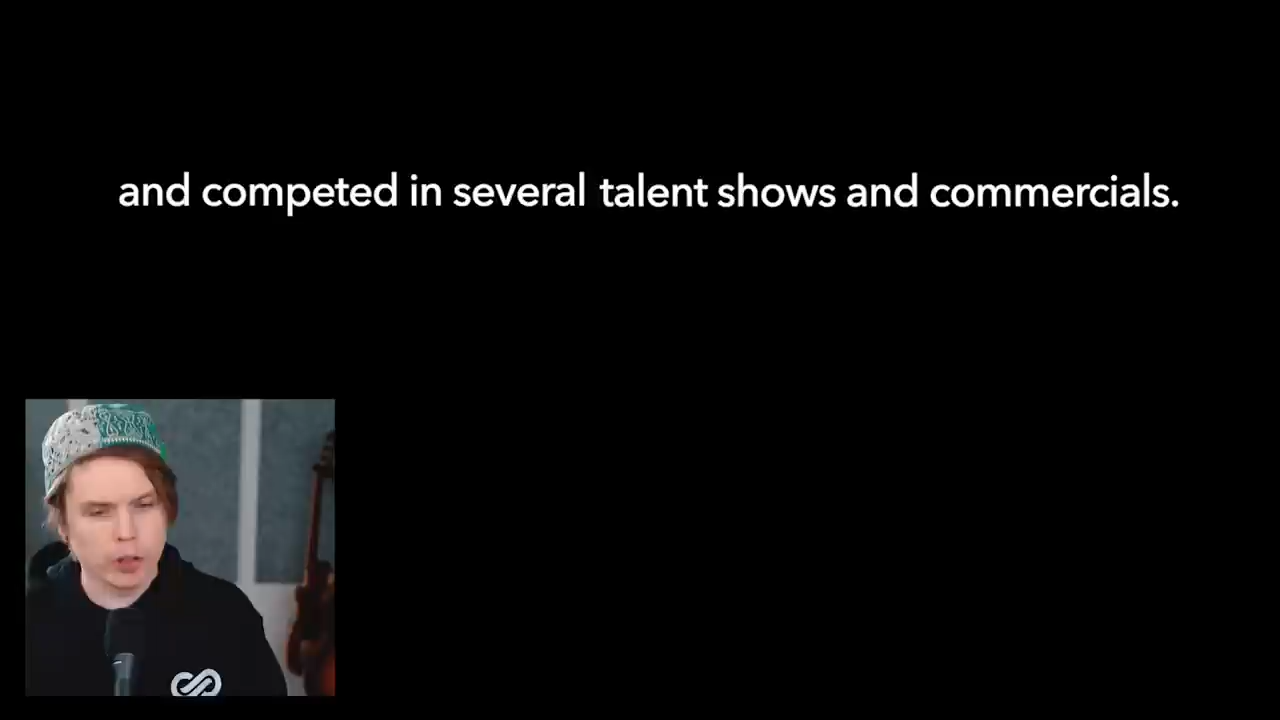 and competed in several talent shows and commercials.